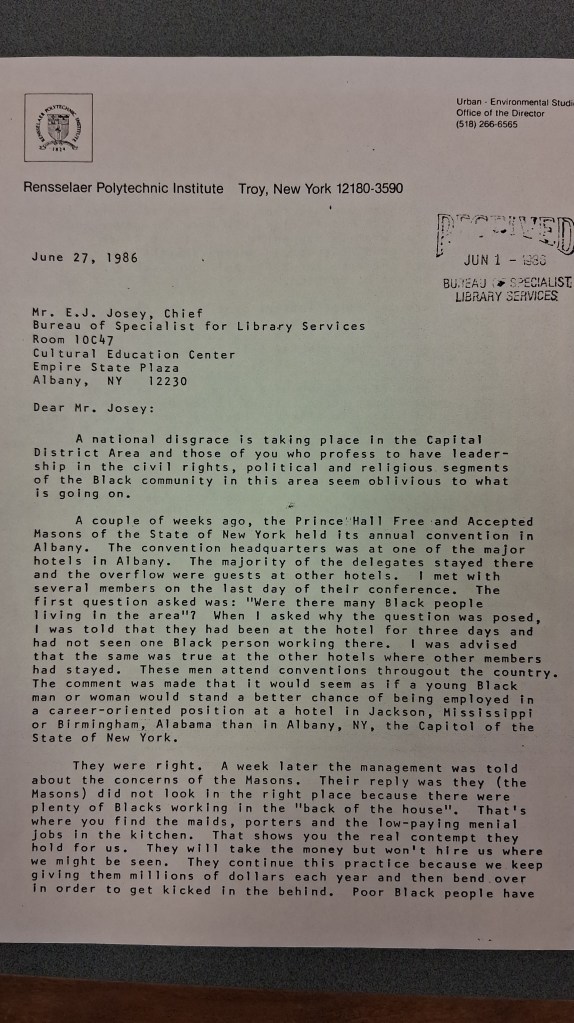 RENSSELAER POLYTECHNIC INSTITUTE
1824
Urban - Environmental Studi
Office of the Director
(518) 266-6565
Rensselaer Polytechnic Institute Troy, New York 12180-3590
RECEIVED
JUN 1 - 1986
BUREAU OF SPECIALIST
LIBRARY SERVICES
June 27, 1986
Mr. E.J. Josey, Chief
Bureau of Specialist for Library Services
Room 10C47
Cultural Education Center
Empire State Plaza
Albany, NY 12230
Dear Mr. Josey:
A national disgrace is taking place in the Capital
District Area and those of you who profess to have leader-
ship in the civil rights, political and religious segments
of the Black community in this area seem oblivious to what
is going on.
A couple of weeks ago, the Prince Hall Free and Accepted
Masons of the State of New York held its annual convention in
Albany. The convention headquarters was at one of the major
hotels in Albany. The majority of the delegates stayed there
and the overflow were guests at other hotels. I met with
several members on the last day of their conference. The
first question asked was: "Were there many Black people
living in the area"? When I asked why the question was posed,
I was told that they had been at the hotel for three days and
had not seen one Black person working there. I was advised
that the same was true at the other hotels where other members
had stayed. These men attend conventions througout the country.
The comment was made that it would seem as if a young Black
man or woman would stand a better chance of being employed in
a career-oriented position at a hotel in Jackson, Mississippi
or Birmingham, Alabama than in Albany, NY, the Capitol of the
State of New York.
They were right. A week later the management was told
about the concerns of the Masons. Their reply was they (the
Masons) did not look in the right place because there were
plenty of Blacks working in the "back of the house". That's
where you find the maids, porters and the low-paying menial
jobs in the kitchen. That shows you the real contempt they
hold for us. They will take the money but won't hire us where
we might be seen. They continue this practice because we keep
giving them millions of dollars each year and then bend over
in order to get kicked in the behind. Poor Black people have